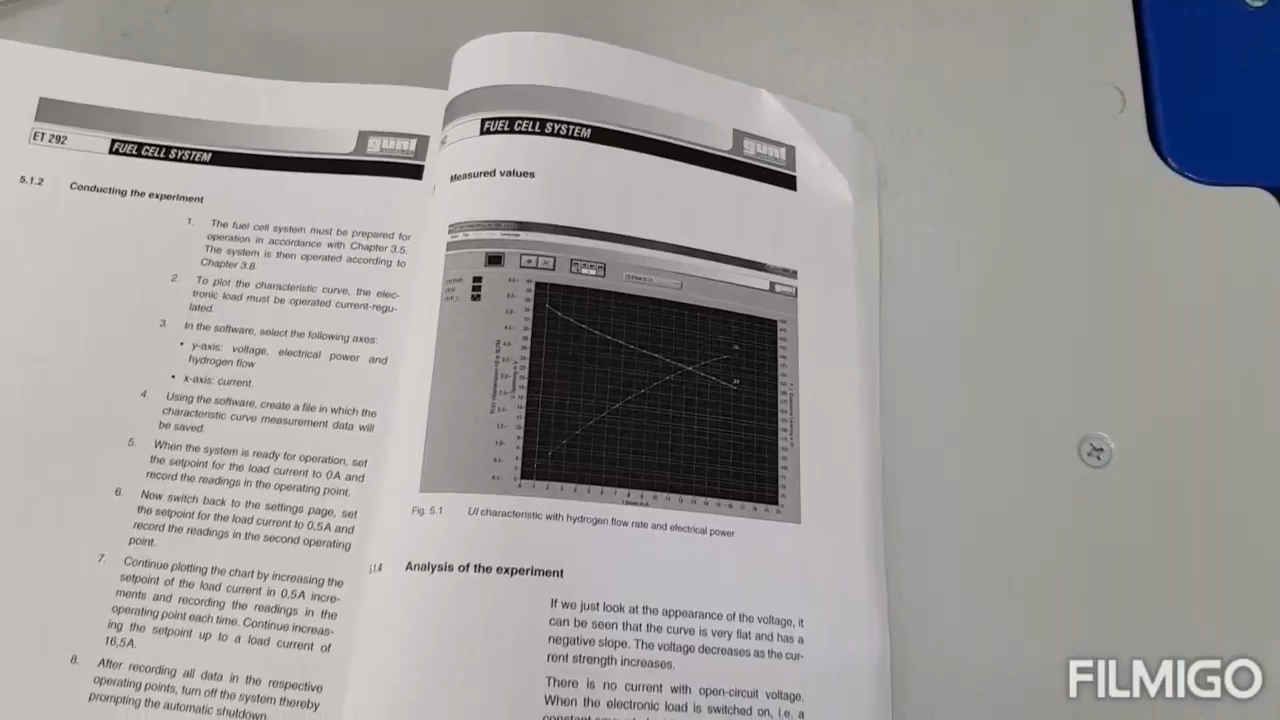 ET 292
FUEL CELL SYSTEM
gunt
5.1.2 Conducting the experiment
1. The fuel cell system must be prepared for
operation in accordance with Chapter 3.5.
The system is then operated according to
Chapter 3.8.
2. To plot the characteristic curve, the elec-
tronic load must be operated current-regu-
lated.
3. In the software, select the following axes:
• y-axis: voltage, electrical power and
hydrogen flow
• x-axis: current.
4. Using the software, create a file in which the
characteristic curve measurement data will
be saved.
5. When the system is ready for operation, set
the setpoint for the load current to 0A and
record the readings in the operating point.
6. Now switch back to the settings page, set
the setpoint for the load current to 0,5A and
record the readings in the second operating
point.
7. Continue plotting the chart by increasing the
setpoint of the load current in 0,5A incre-
ments and recording the readings in the
operating point each time. Continue increas-
ing the setpoint up to a load current of
16,5A.
8. After recording all data in the respective
operating points, turn off the system thereby
prompting the automatic shutdown
FUEL CELL SYSTEM
gunt
Measured values
Language
gunt
Fig. 5.1 UI characteristic with hydrogen flow rate and electrical power
Analysis of the experiment
If we just look at the appearance of the voltage, it
can be seen that the curve is very flat and has a
negative slope. The voltage decreases as the cur-
rent strength increases.
There is no current with open-circuit voltage.
When the electronic load is switched on, i.e. a
FILMIGO